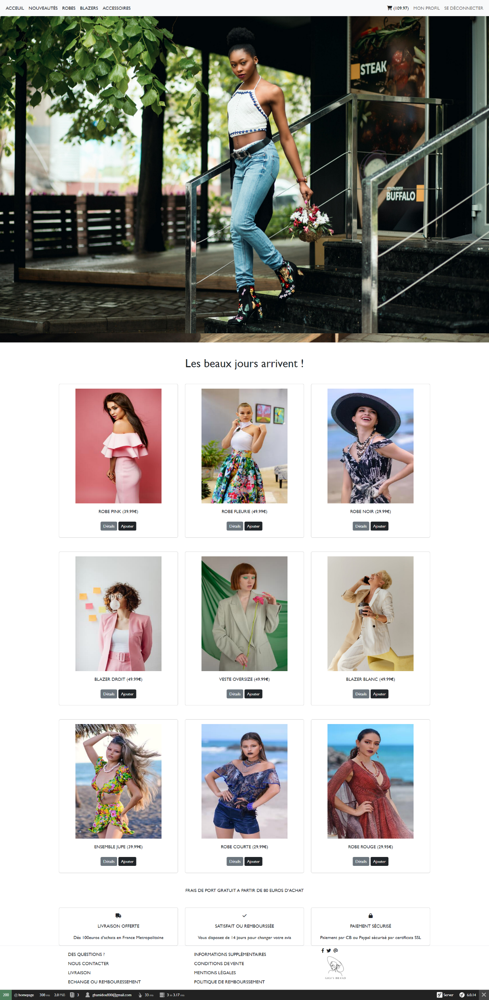 ACCEUIL NOUVEAUTÉS ROBES BLAZERS ACCESSOIRES (109.97) MON PROFIL SE DÉCONNECTER
STEAK
BUFFALO
Les beaux jours arrivent !
ROBE PINK (39.99€) ROBE FLEURIE (49.99€) ROBE NOIR (29.99€)
Détails Ajouter Détails Ajouter Détails Ajouter
BLAZER DROIT (49.99€) VESTE OVERSIZE (49.99€) BLAZER BLANC (49.99€)
Détails Ajouter Détails Ajouter Détails Ajouter
ENSEMBLE JUPE (39.99€) ROBE COURTE (29.99€) ROBE ROUGE (29.95€)
Détails Ajouter Détails Ajouter Détails Ajouter
FRAIS DE PORT GRATUIT A PARTIR DE 80 EUROS D'ACHAT
LIVRAISON OFFERTE
Dés 100euros d'achats en France Metropolitaine
SATISFAIT OU REMBOURSSÉE
Vous disposez de 14 jours pour changer votre avis
PAIEMENT SÉCURISÉ
Paiement par CB ou Paypal sécurisé par certificats SSL
DES QUESTIONS ?
NOUS CONTACTER
LIVRAISON
ECHANGE OU REMBOURESSEMENT
INFORMATIONS SUPPLÉMENTAIRES
CONDITIONS DE VENTE
MENTIONS LÉGALES
POLITIQUE DE REMBOURSSEMENT
GIGI'S BRAND
200 @ homepage 308 ms 2.0 MiB 3 ghamidou800@gmail.com 33 ms 3 in 3.17 ms sf Server sf 6.0.14